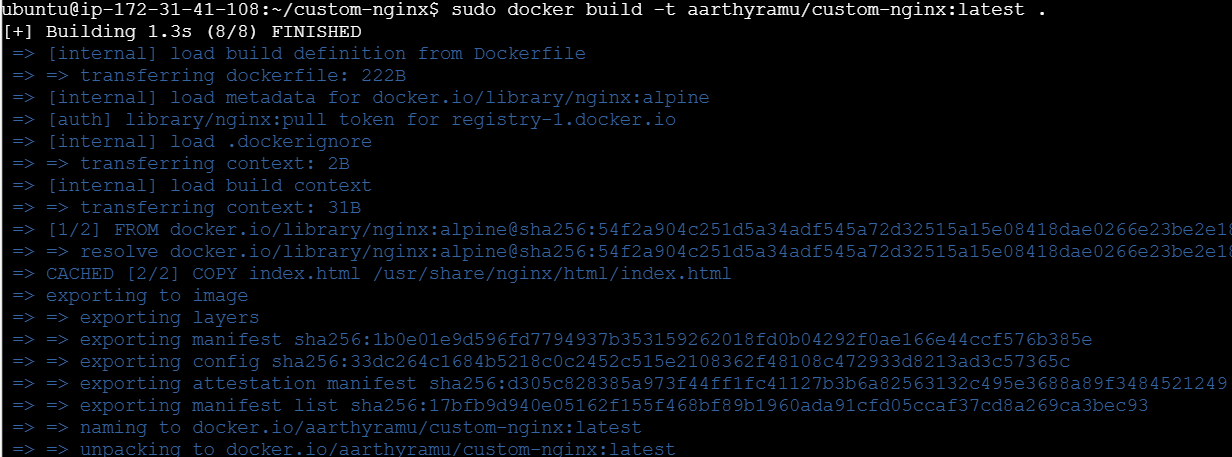 ubuntu@ip-172-31-41-108:~/custom-nginx$ sudo docker build -t aarthyramu/custom-nginx:latest .
[+] Building 1.3s (8/8) FINISHED
=> [internal] load build definition from Dockerfile
=> => transferring dockerfile: 222B
=> [internal] load metadata for docker.io/library/nginx:alpine
=> [auth] library/nginx:pull token for registry-1.docker.io
=> [internal] load .dockerignore
=> => transferring context: 2B
=> [internal] load build context
=> => transferring context: 31B
=> [1/2] FROM docker.io/library/nginx:alpine@sha256:54f2a904c251d5a34adf545a72d32515a15e08418dae0266e23be2e18
=> => resolve docker.io/library/nginx:alpine@sha256:54f2a904c251d5a34adf545a72d32515a15e08418dae0266e23be2e18
=> CACHED [2/2] COPY index.html /usr/share/nginx/html/index.html
=> exporting to image
=> => exporting layers
=> => exporting manifest sha256:1b0e01e9d596fd7794937b353159262018fd0b04292f0ae166e44ccf576b385e
=> => exporting config sha256:33dc264c1684b5218c0c2452c515e2108362f48108c472933d8213ad3c57365c
=> => exporting attestation manifest sha256:d305c828385a973f44ff1fc41127b3b6a82563132c495e3688a89f3484521249
=> => exporting manifest list sha256:17bfb9d940e05162f155f468bf89b1960ada91cfd05ccaf37cd8a269ca3bec93
=> => naming to docker.io/aarthyramu/custom-nginx:latest
=> => unpacking to docker.io/aarthyramu/custom-nginx:latest